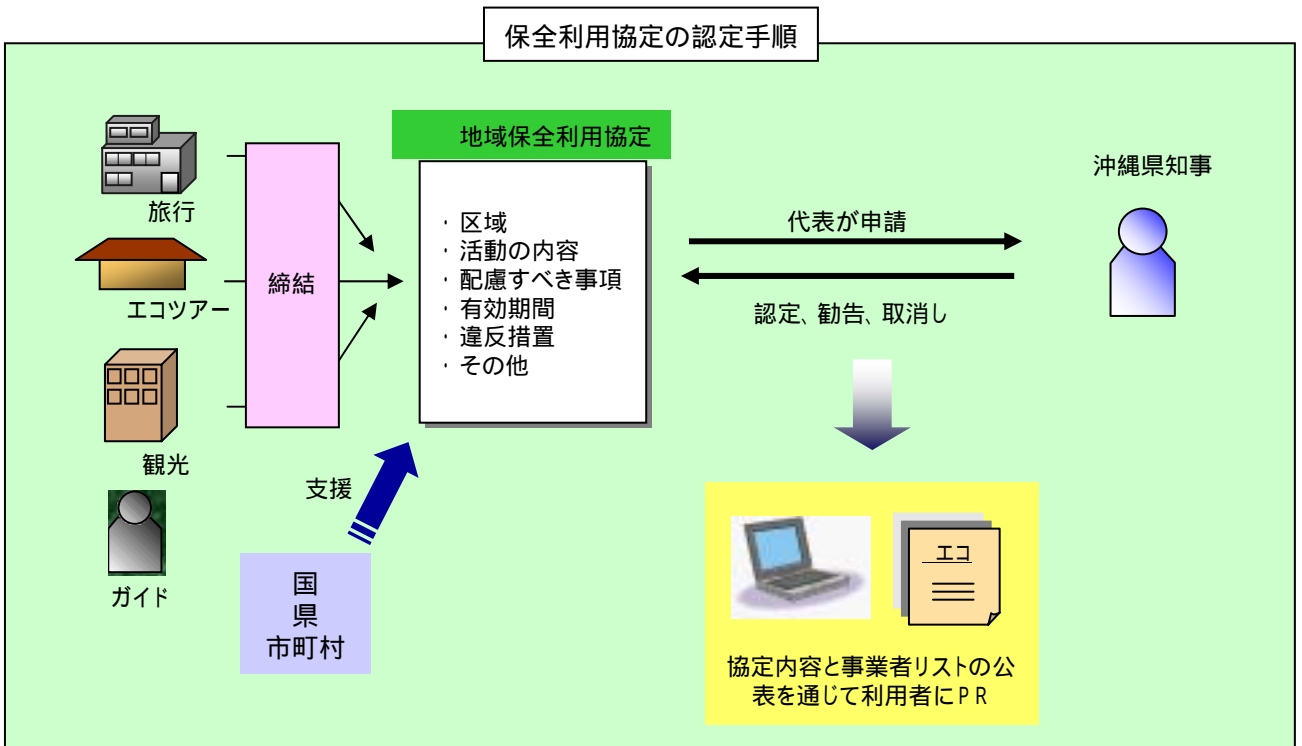 保全利用協定の認定手順
旅行
エコツアー
観光
ガイド
締結
地域保全利用協定
・区域
・活動の内容
・配慮すべき事項
・有効期間
・違反措置
・その他
支援
国
県
市町村
代表が申請
認定、勧告、取消し
沖縄県知事
エコ
協定内容と事業者リストの公
表を通じて利用者にPR